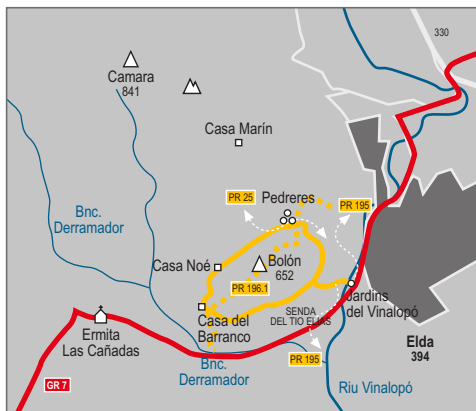 330
Camara
841
Casa Marín
PR 25
Pedreres
PR 195
Bnc.
Derramador
Casa Noé
Bolón
652
PR 196.1
Jardins
del Vinalopó
Casa del
Barranco
SENDA
DEL TIO ELIAS
Ermita
Las Cañadas
Elda
394
PR 195
GR 7
Bnc.
Derramador
Riu Vinalopó